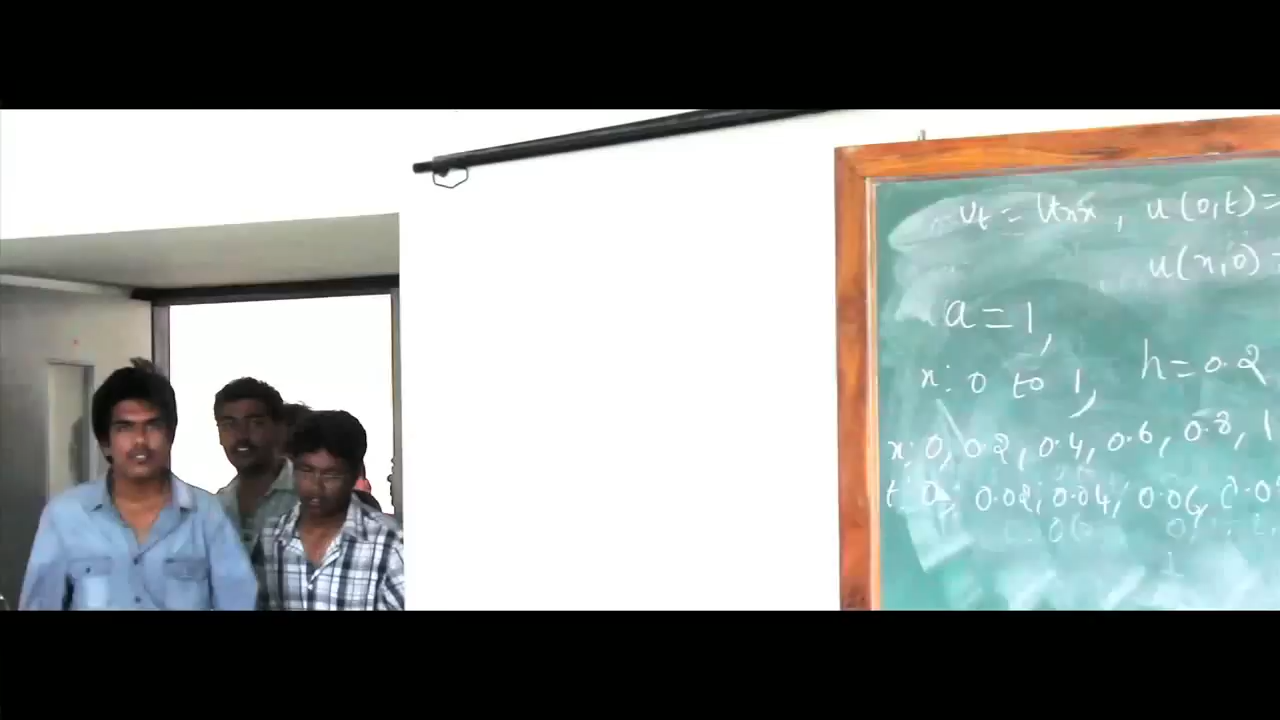 ut = uxx, u(0,t) =
u(x,0) =
a = 1,
x: 0 to 1, h = 0.2
x: 0, 0.2, 0.4, 0.6, 0.8, 1
t: 0, 0.02, 0.04, 0.06,